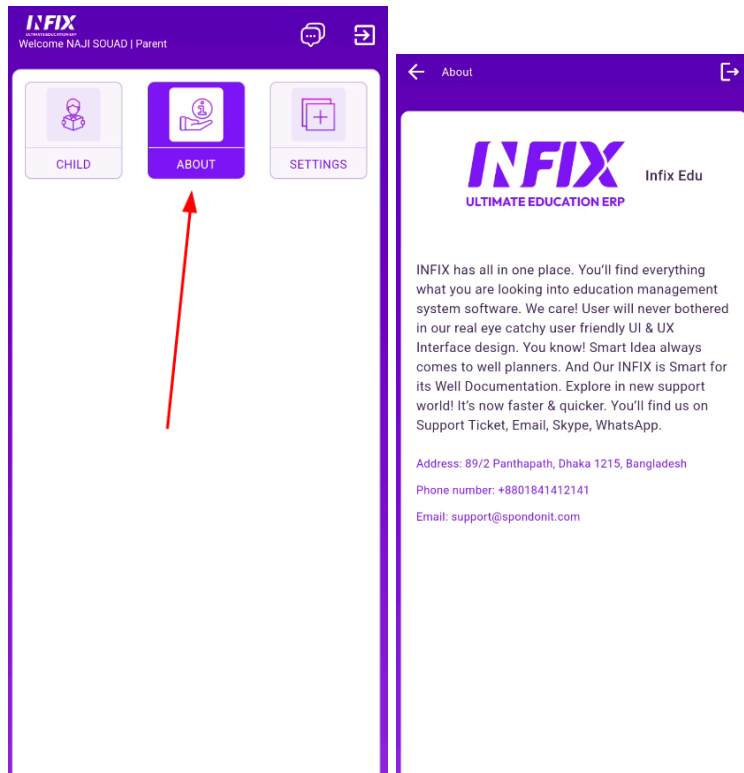 INFIX
ULTIMATE EDUCATION ERP
Welcome NAJI SOUAD | Parent
CHILD
ABOUT
SETTINGS
About
INFIX
ULTIMATE EDUCATION ERP
Infix Edu
INFIX has all in one place. You'll find everything
what you are looking into education management
system software. We care! User will never bothered
in our real eye catchy user friendly UI & UX
Interface design. You know! Smart Idea always
comes to well planners. And Our INFIX is Smart for
its Well Documentation. Explore in new support
world! It's now faster & quicker. You'll find us on
Support Ticket, Email, Skype, WhatsApp.
Address: 89/2 Panthapath, Dhaka 1215, Bangladesh
Phone number: +8801841412141
Email: support@spondonit.com